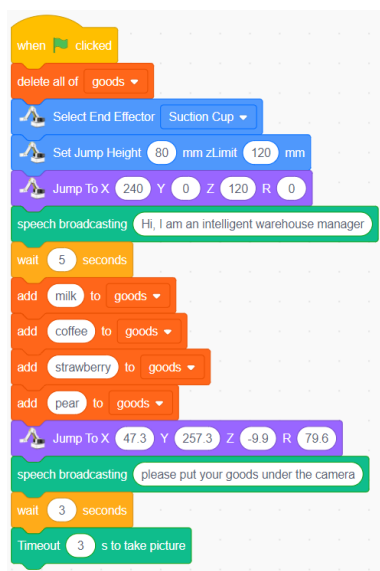 when clicked
delete all of goods
Select End Effector Suction Cup
Set Jump Height 80 mm zLimit 120 mm
Jump To X 240 Y 0 Z 120 R 0
speech broadcasting Hi, I am an intelligent warehouse manager
wait 5 seconds
add milk to goods
add coffee to goods
add strawberry to goods
add pear to goods
Jump To X 47.3 Y 257.3 Z -9.9 R 79.6
speech broadcasting please put your goods under the camera
wait 3 seconds
Timeout 3 s to take picture